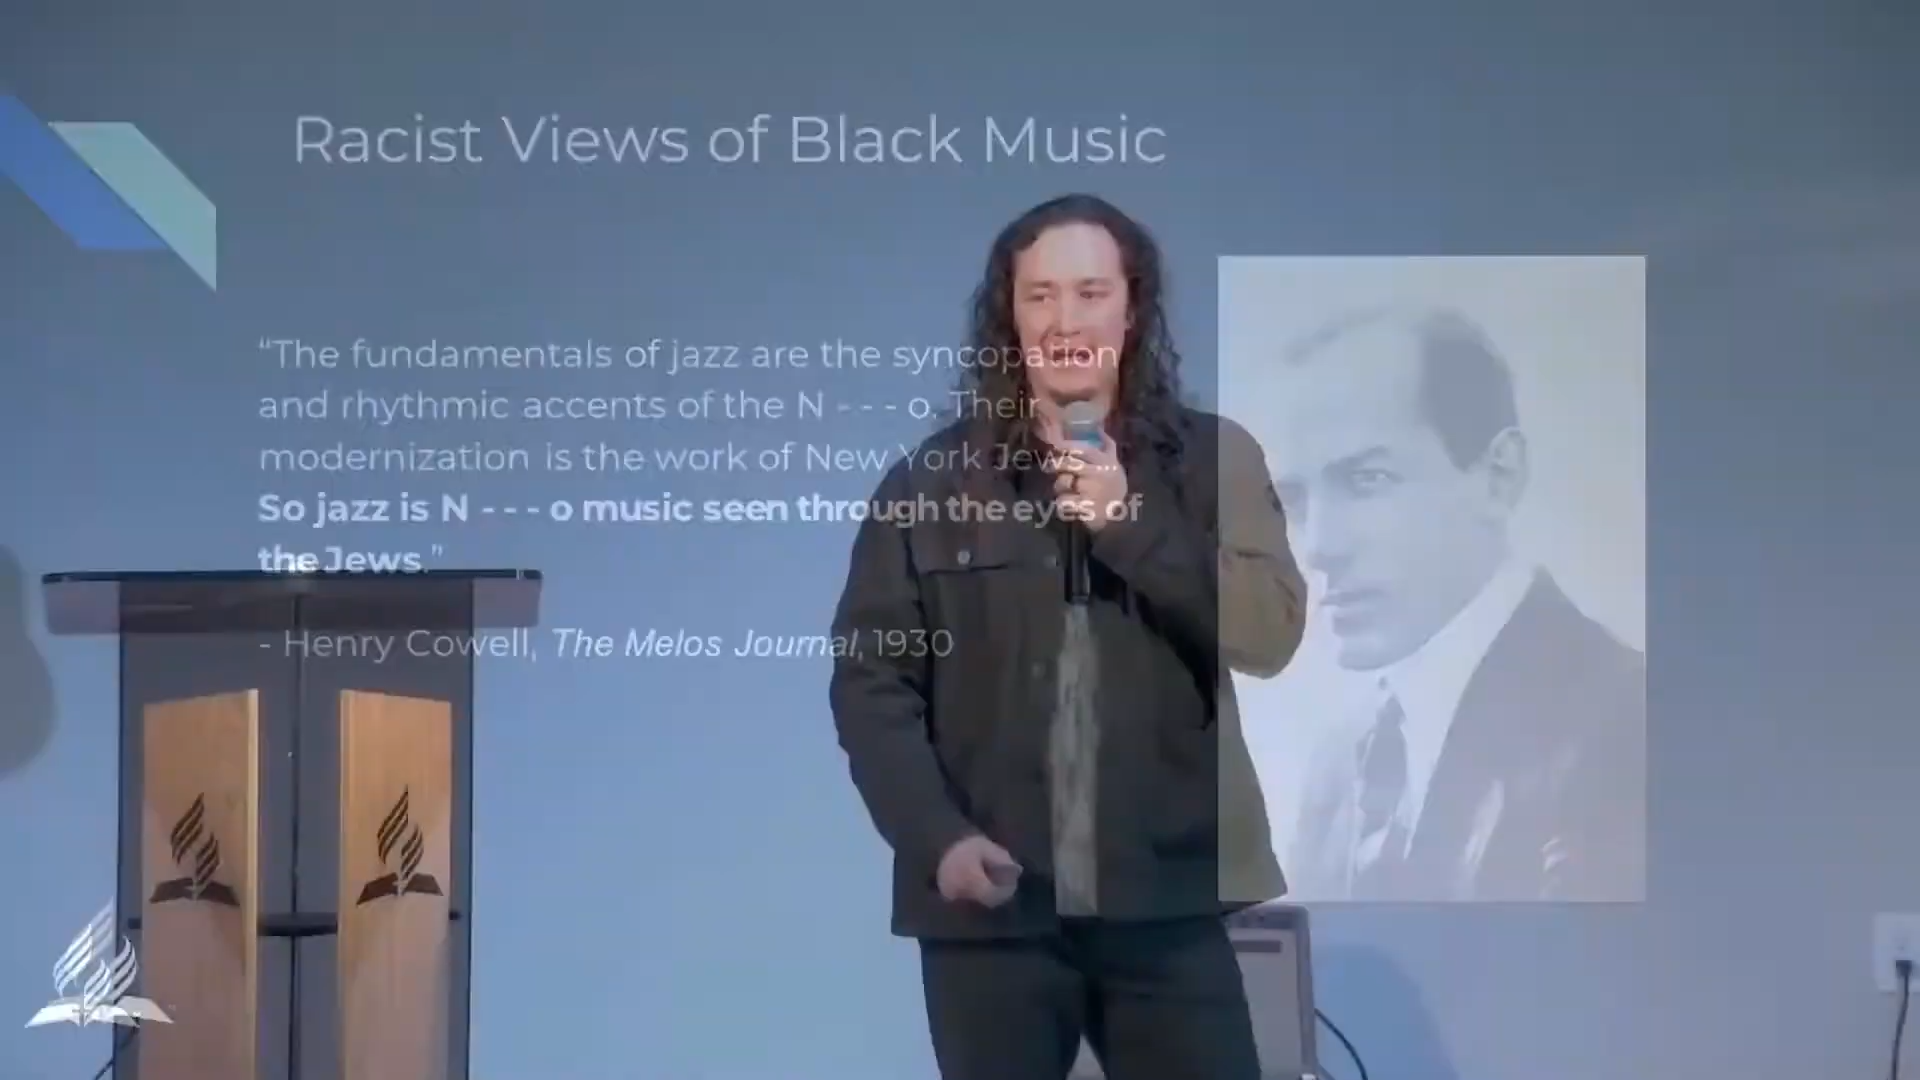 Racist Views of Black Music
“The fundamentals of jazz are the syncopation
and rhythmic accents of the N - - - o. Their
modernization is the work of New York Jews ...
So jazz is N - - - o music seen through the eyes of
the Jews.”
- Henry Cowell, The Melos Journal, 1930